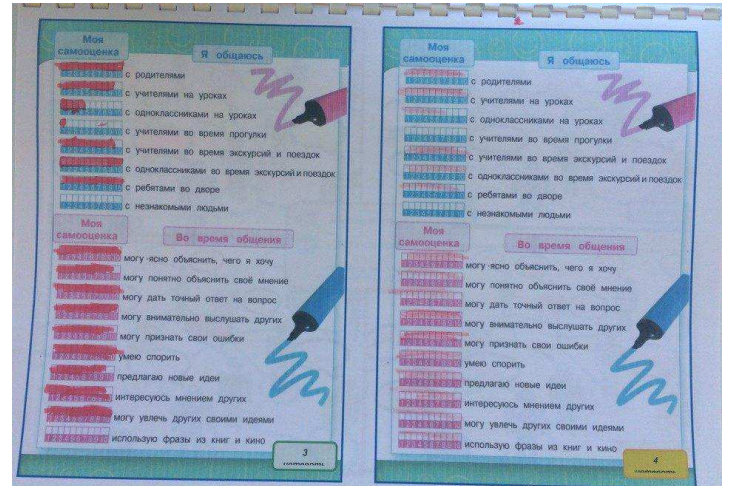 Моя
самооценка
Я общаюсь
с родителями
с учителями на уроках
с одноклассниками на уроках
с учителями во время прогулки
с учителями во время экскурсий и поездок
с одноклассниками во время экскурсий и поездок
с ребятами во дворе
с незнакомыми людьми
Моя
самооценка
Во время общения
могу ясно объяснить, чего я хочу
могу понятно объяснить своё мнение
могу дать точный ответ на вопрос
могу внимательно выслушать других
могу признать свои ошибки
умею спорить
предлагаю новые идеи
интересуюсь мнением других
могу увлечь других своими идеями
использую фразы из книг и кино
3
Моя
самооценка
Я общаюсь
с родителями
с учителями на уроках
с одноклассниками на уроках
с учителями во время прогулки
с учителями во время экскурсий и поездок
с одноклассниками во время экскурсий и поездок
с ребятами во дворе
с незнакомыми людьми
Моя
самооценка
Во время общения
могу ясно объяснить, чего я хочу
могу понятно объяснить своё мнение
могу дать точный ответ на вопрос
могу внимательно выслушать других
могу признать свои ошибки
умею спорить
предлагаю новые идеи
интересуюсь мнением других
могу увлечь других своими идеями
использую фразы из книг и кино
4